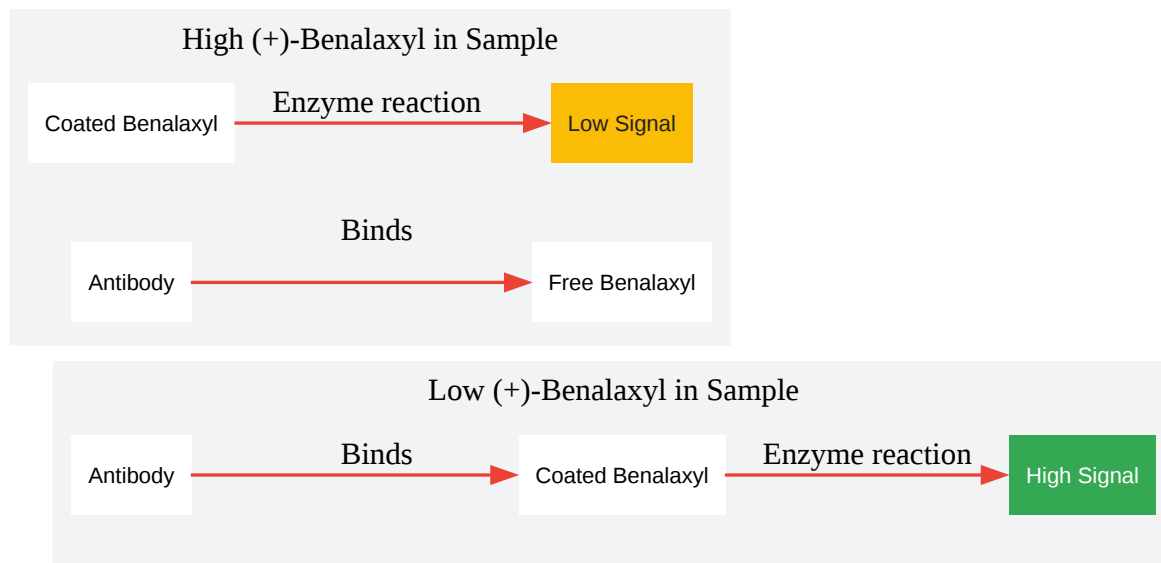 High (+)-Benalaxyl in Sample
Coated Benalaxyl
Enzyme reaction
Low Signal
Antibody
Binds
Free Benalaxyl
Low (+)-Benalaxyl in Sample
Antibody
Binds
Coated Benalaxyl
Enzyme reaction
High Signal